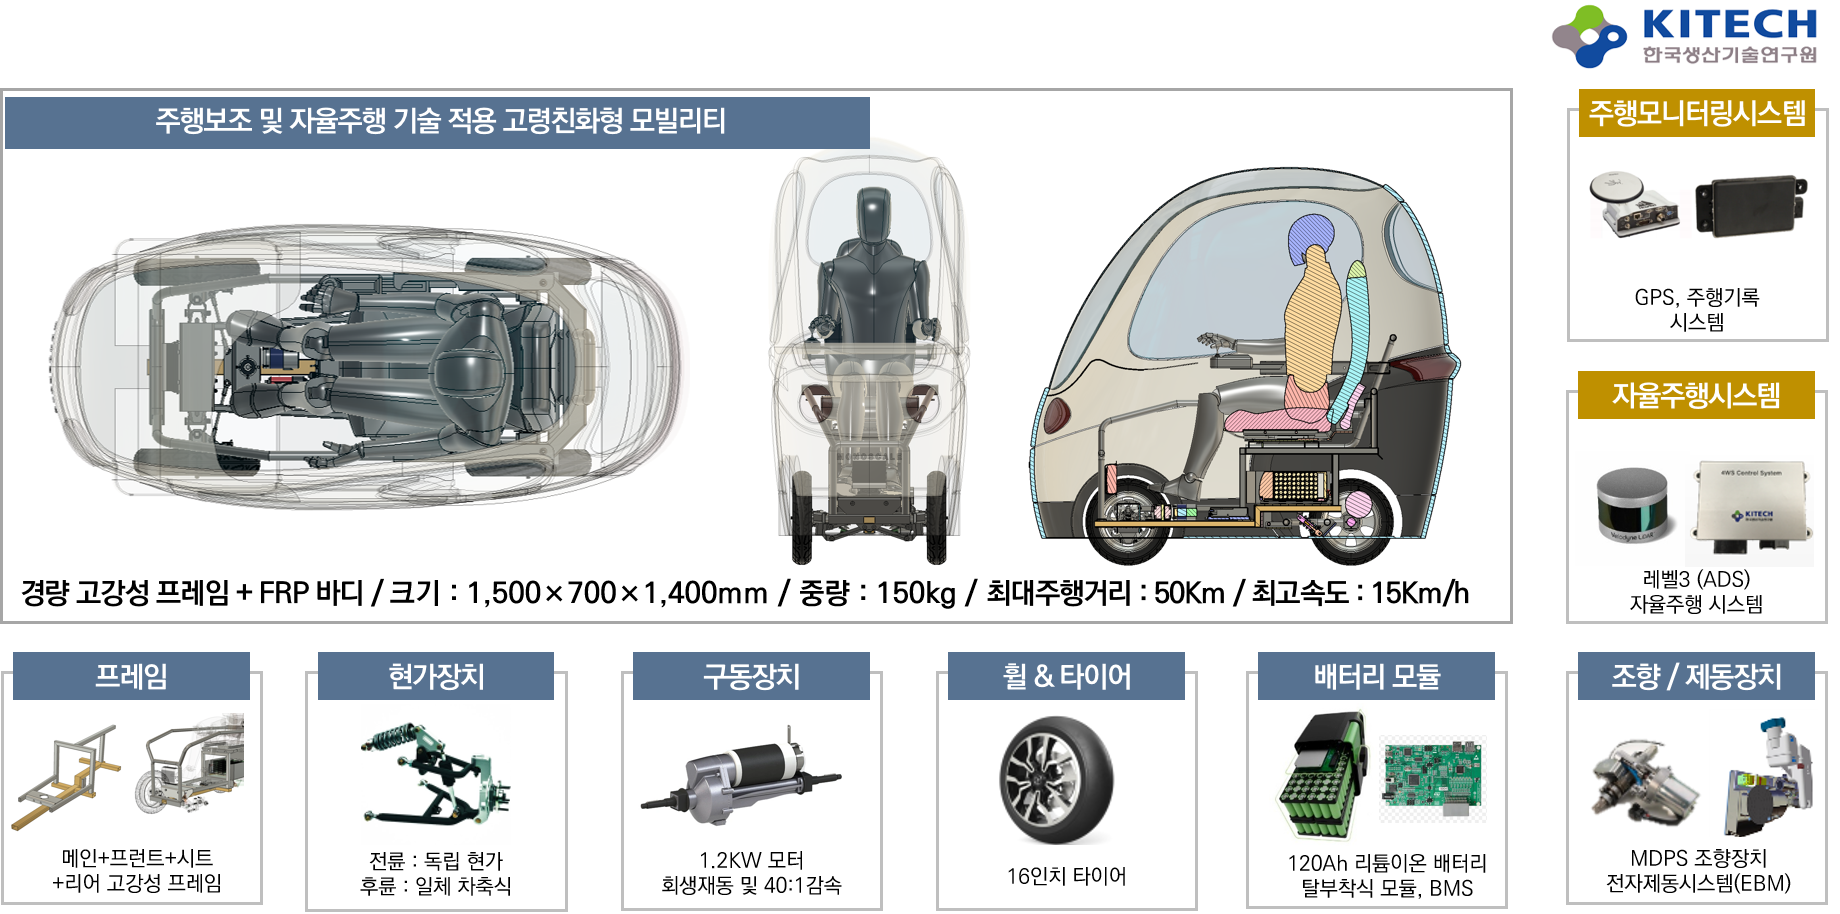 KITECH
한국생산기술연구원
주행보조 및 자율주행 기술 적용 고령친화형 모빌리티
경량 고강성 프레임 + FRP 바디 / 크기 : 1,500×700×1,400mm / 중량 : 150kg / 최대주행거리 : 50Km / 최고속도 : 15Km/h
주행모니터링시스템
GPS, 주행기록
시스템
자율주행시스템
Velodyne LiDAR
4WS Control System
KITECH
레벨3 (ADS)
자율주행 시스템
프레임
메인+프런트+시트
+리어 고강성 프레임
현가장치
전륜 : 독립 현가
후륜 : 일체 차축식
구동장치
1.2KW 모터
회생재동 및 40:1감속
휠 & 타이어
16인치 타이어
배터리 모듈
120Ah 리튬이온 배터리
탈부착식 모듈, BMS
조향 / 제동장치
MDPS 조향장치
전자제동시스템(EBM)